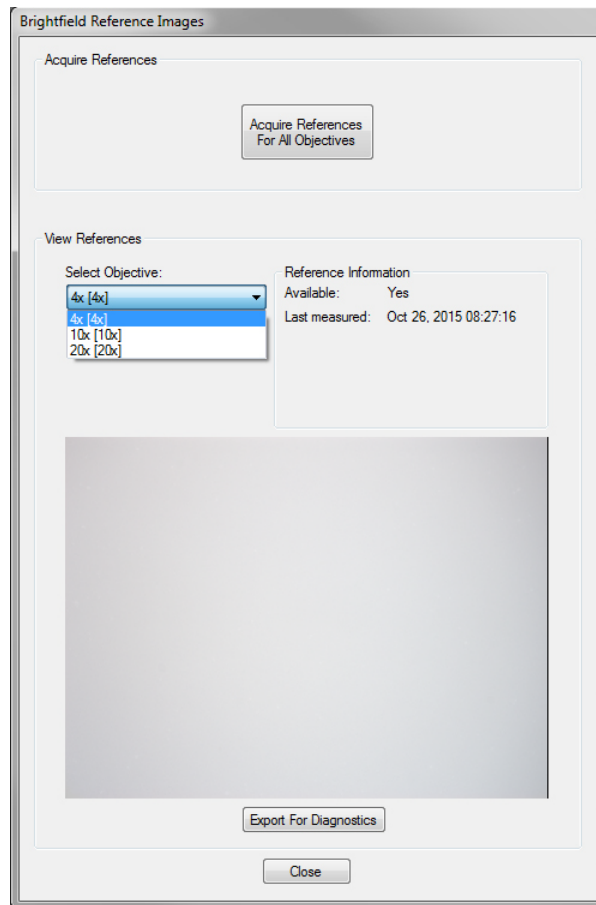 Brightfield Reference Images
Acquire References
Acquire References
For All Objectives
View References
Select Objective:
4x [4x]
4x [4x]
10x [10x]
20x [20x]
Reference Information
Available: Yes
Last measured: Oct 26, 2015 08:27:16
Export For Diagnostics
Close